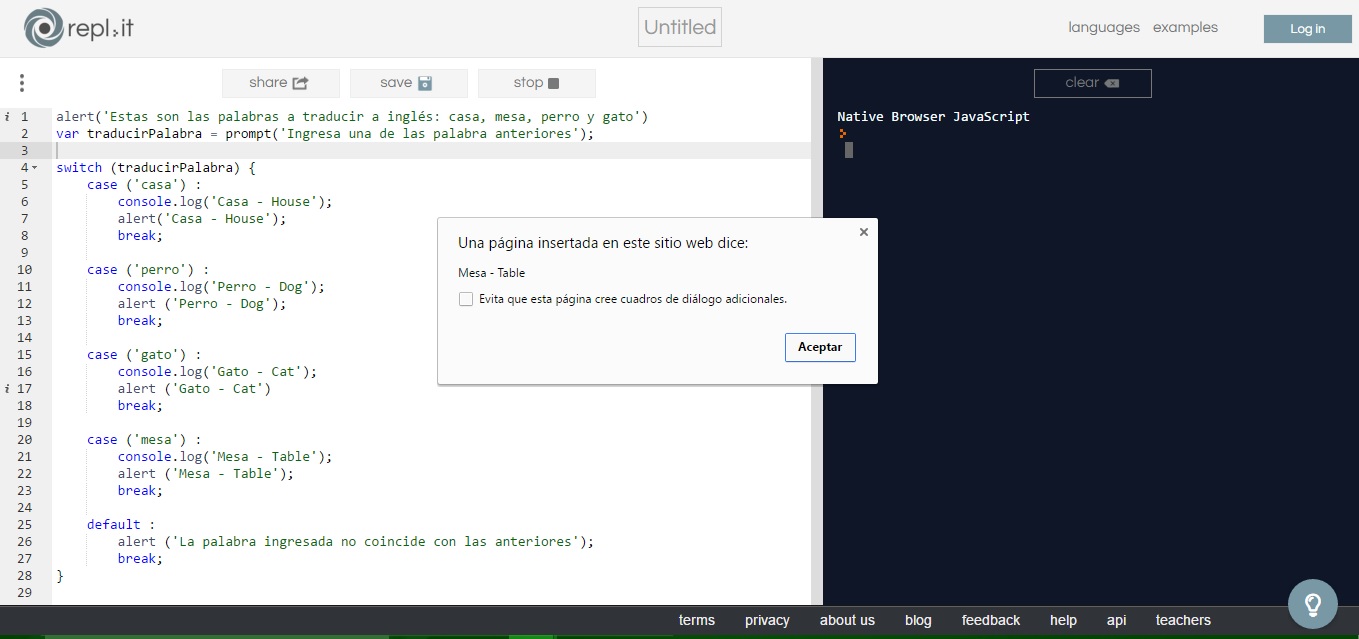 repl.it
Untitled
languages examples Log in
share save stop clear
Native Browser JavaScript
i 1 alert('Estas son las palabras a traducir a inglés: casa, mesa, perro y gato')
2 var traducirPalabra = prompt('Ingresa una de las palabra anteriores');
3
4 switch (traducirPalabra) {
5 case ('casa') :
6 console.log('Casa - House');
7 alert('Casa - House');
8 break;
9
10 case ('perro') :
11 console.log('Perro - Dog');
12 alert ('Perro - Dog');
13 break;
14
15 case ('gato') :
16 console.log('Gato - Cat');
i 17 alert ('Gato - Cat')
18 break;
19
20 case ('mesa') :
21 console.log('Mesa - Table');
22 alert ('Mesa - Table');
23 break;
24
25 default :
26 alert ('La palabra ingresada no coincide con las anteriores');
27 break;
28 }
29
Una página insertada en este sitio web dice:
Mesa - Table
Evita que esta página cree cuadros de diálogo adicionales.
Aceptar
terms privacy about us blog feedback help api teachers